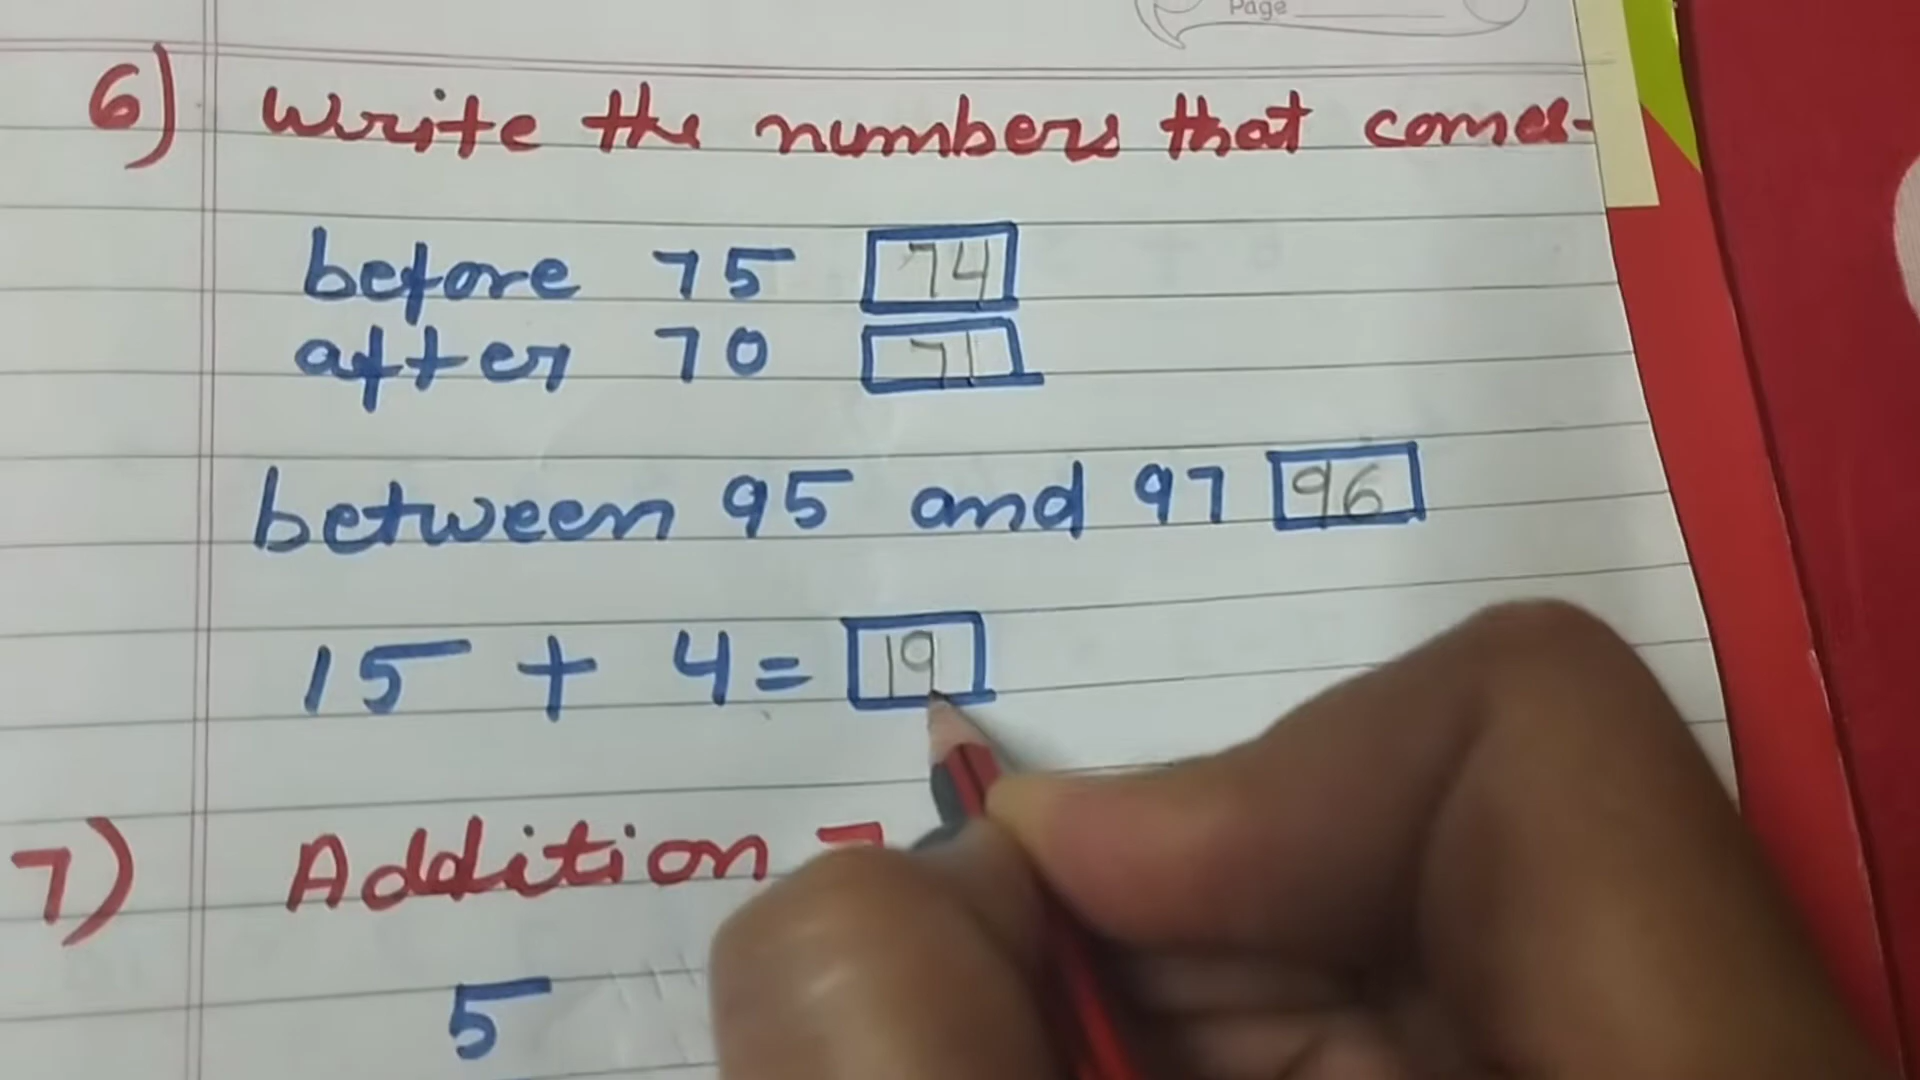 Page
6) Write the numbers that comes-
before 75 74
after 70 71
between 95 and 97 96
15 + 4 = 19
7) Addition
5